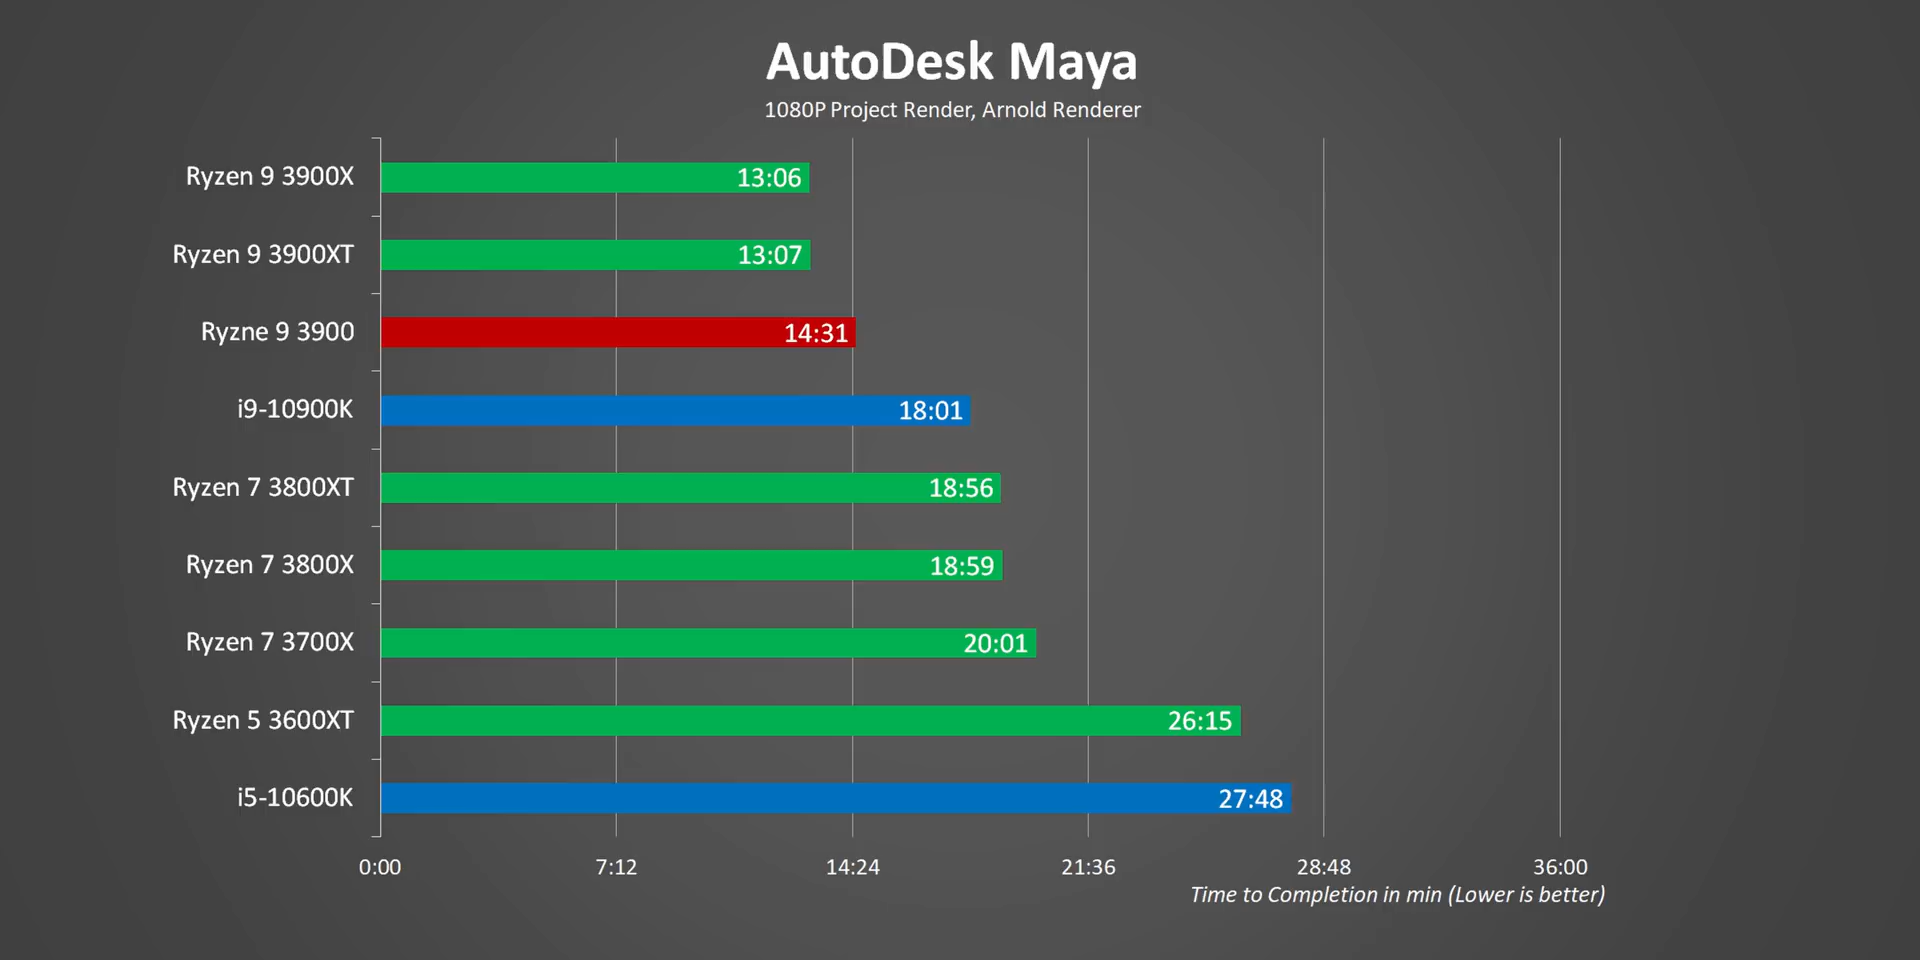 AutoDesk Maya
1080P Project Render, Arnold Renderer
Ryzen 9 3900X 13:06
Ryzen 9 3900XT 13:07
Ryzne 9 3900 14:31
i9-10900K 18:01
Ryzen 7 3800XT 18:56
Ryzen 7 3800X 18:59
Ryzen 7 3700X 20:01
Ryzen 5 3600XT 26:15
i5-10600K 27:48
0:00 7:12 14:24 21:36 28:48 36:00
Time to Completion in min (Lower is better)